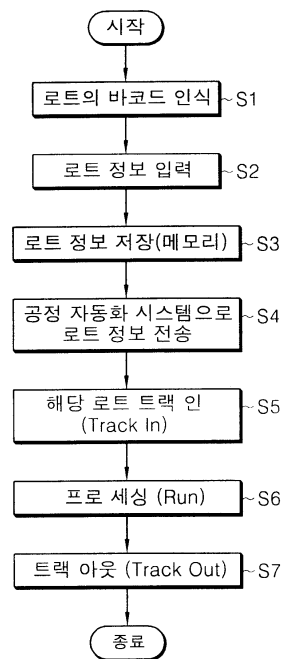 시작
로트의 바코드 인식 S1
로트 정보 입력 S2
로트 정보 저장(메모리) S3
공정 자동화 시스템으로
로트 정보 전송 S4
해당 로트 트랙 인
(Track In) S5
프로 세싱 (Run) S6
트랙 아웃 (Track Out) S7
종료